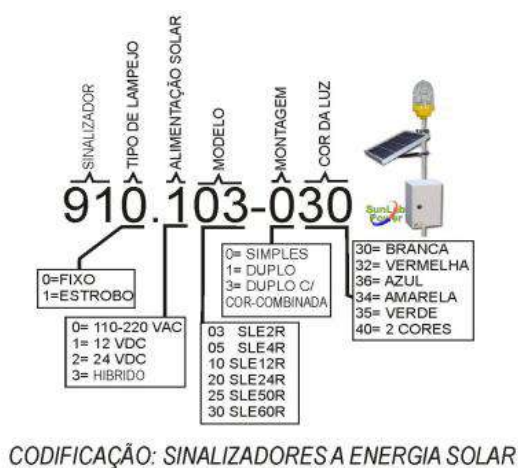 SINALIZADOR
TIPO DE LAMPEJO
ALIMENTAÇÃO SOLAR
MODELO
MONTAGEM
COR DA LUZ
910.103-030
SunLab
Power
0=FIXO
1=ESTROBO
0= 110-220 VAC
1= 12 VDC
2= 24 VDC
3= HIBRIDO
03 SLE2R
05 SLE4R
10 SLE12R
20 SLE24R
25 SLE50R
30 SLE60R
0= SIMPLES
1= DUPLO
3= DUPLO C/
COR-COMBINADA
30= BRANCA
32= VERMELHA
36= AZUL
34= AMARELA
35= VERDE
40= 2 CORES
CODIFICAÇÃO: SINALIZADORES A ENERGIA SOLAR